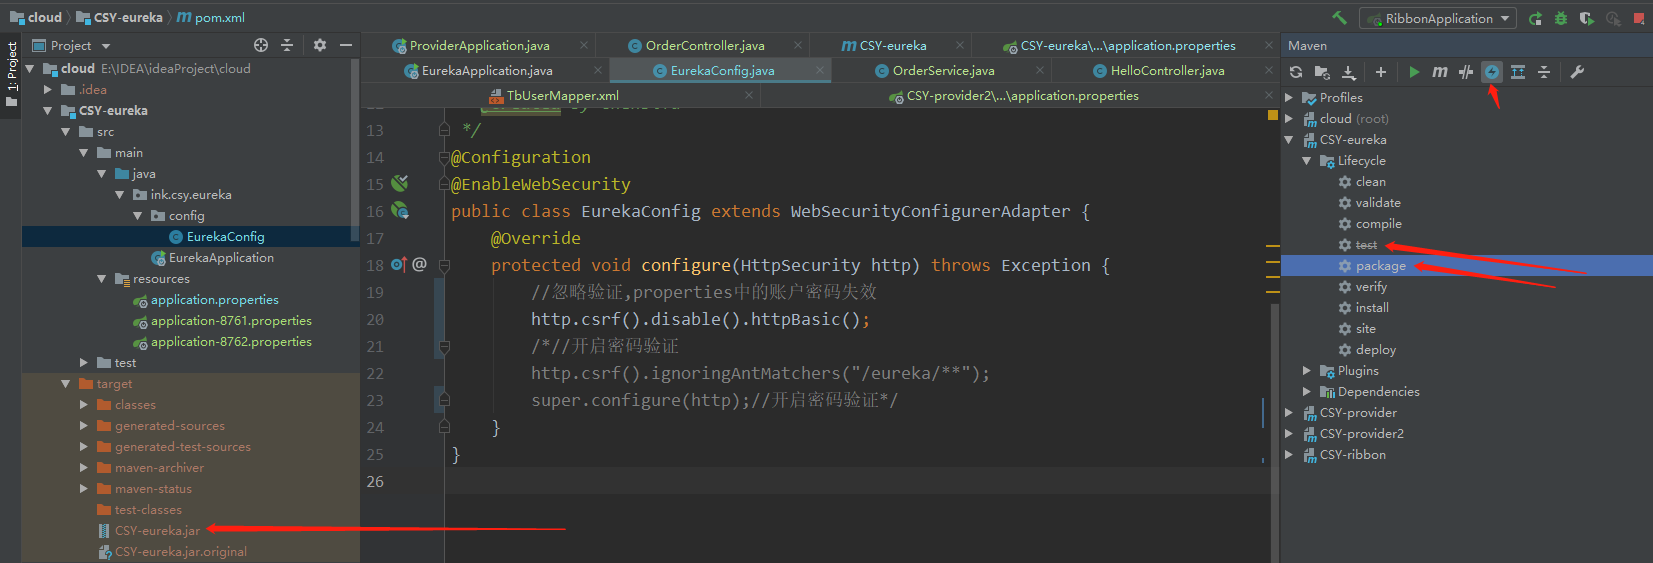 cloud CSY-eureka pom.xml
RibbonApplication
1: Project
Project
cloud E:\IDEA\ideaProject\cloud
.idea
CSY-eureka
src
main
java
ink.csy.eureka
config
EurekaConfig
EurekaApplication
resources
application.properties
application-8761.properties
application-8762.properties
test
target
classes
generated-sources
generated-test-sources
maven-archiver
maven-status
test-classes
CSY-eureka.jar
CSY-eureka.jar.original
ProviderApplication.java OrderController.java CSY-eureka CSY-eureka\...\application.properties
EurekaApplication.java EurekaConfig.java OrderService.java HelloController.java
TbUserMapper.xml CSY-provider2\...\application.properties
13 */
14 @Configuration
15 @EnableWebSecurity
16 public class EurekaConfig extends WebSecurityConfigurerAdapter {
17 @Override
18 protected void configure(HttpSecurity http) throws Exception {
19 //忽略验证,properties中的账户密码失效
20 http.csrf().disable().httpBasic();
21 /*//开启密码验证
22 http.csrf().ignoringAntMatchers("/eureka/**");
23 super.configure(http);//开启密码验证*/
24 }
25 }
26
Maven
Profiles
cloud (root)
CSY-eureka
Lifecycle
clean
validate
compile
test
package
verify
install
site
deploy
Plugins
Dependencies
CSY-provider
CSY-provider2
CSY-ribbon